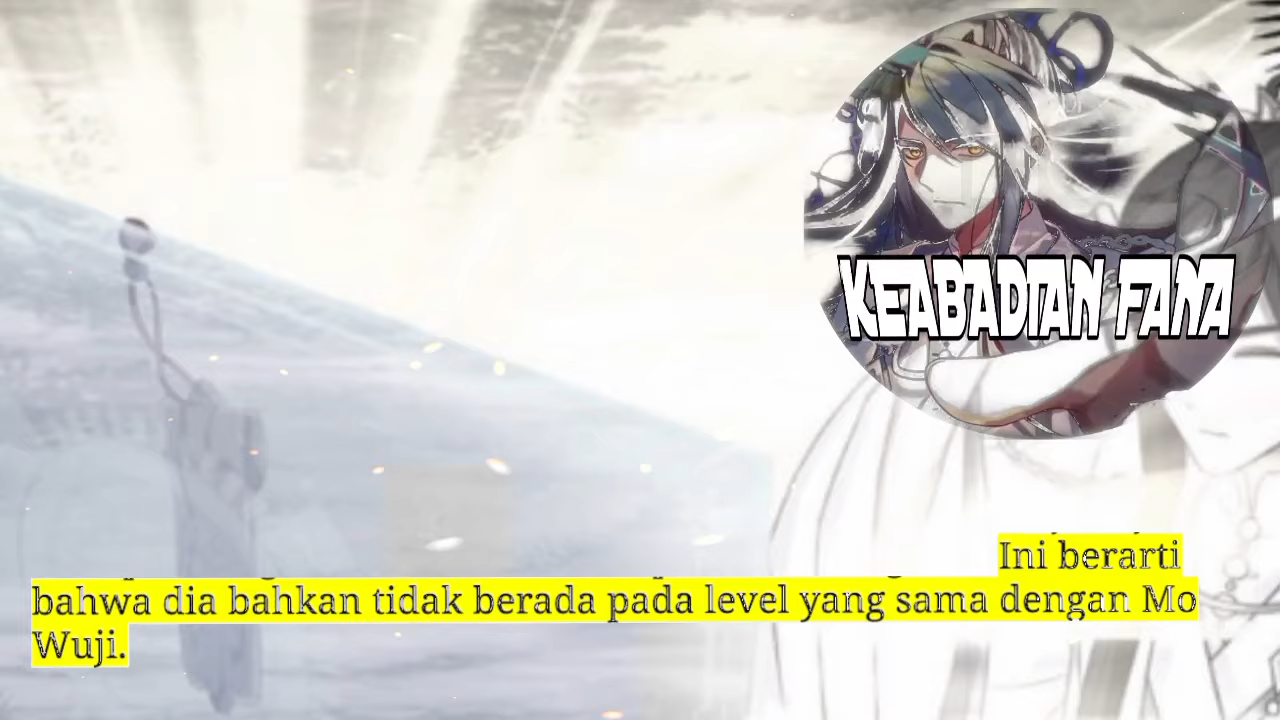 KEABADIAN FANA
Ini berarti
bahwa dia bahkan tidak berada pada level yang sama dengan Mo
Wuji.